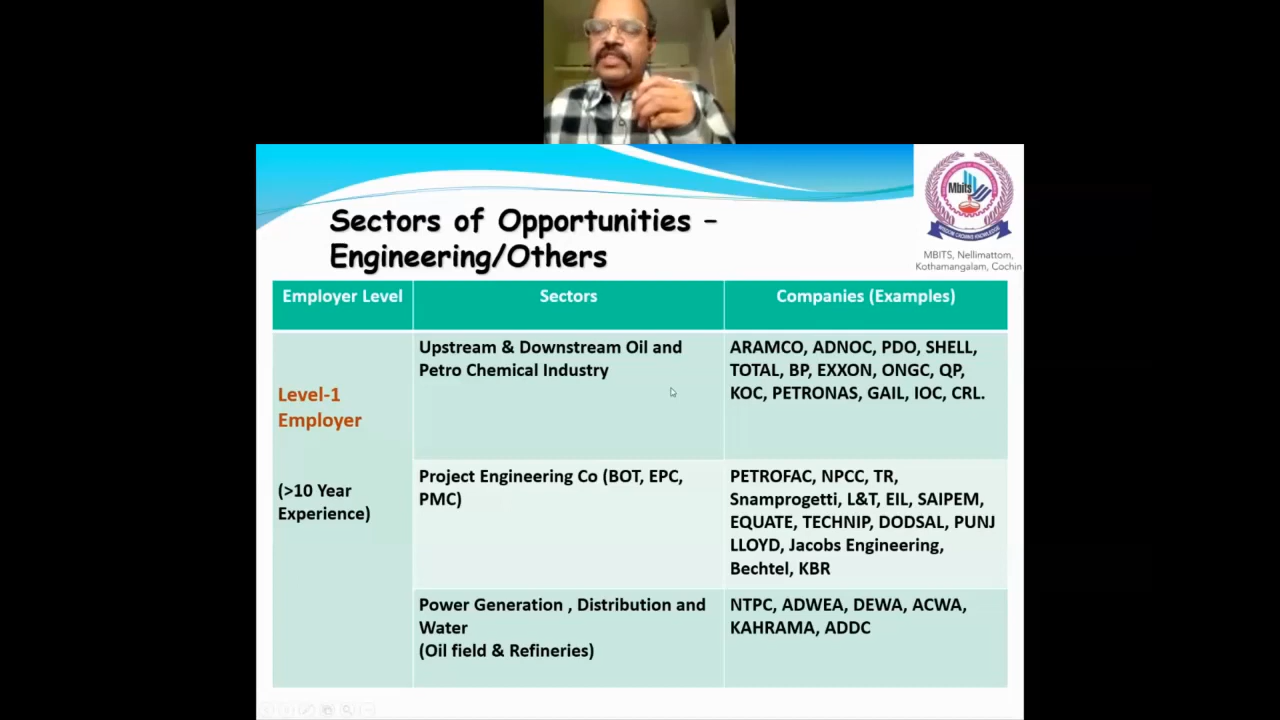 Sectors of Opportunities –
Engineering/Others
Mbits
MBITS, Nellimattom,
Kothamangalam, Cochin
Employer Level
Sectors
Companies (Examples)
Level-1
Employer
(>10 Year
Experience)
Upstream & Downstream Oil and
Petro Chemical Industry
ARAMCO, ADNOC, PDO, SHELL,
TOTAL, BP, EXXON, ONGC, QP,
KOC, PETRONAS, GAIL, IOC, CRL.
Project Engineering Co (BOT, EPC,
PMC)
PETROFAC, NPCC, TR,
Snamprogetti, L&T, EIL, SAIPEM,
EQUATE, TECHNIP, DODSAL, PUNJ
LLOYD, Jacobs Engineering,
Bechtel, KBR
Power Generation , Distribution and
Water
(Oil field & Refineries)
NTPC, ADWEA, DEWA, ACWA,
KAHRAMA, ADDC